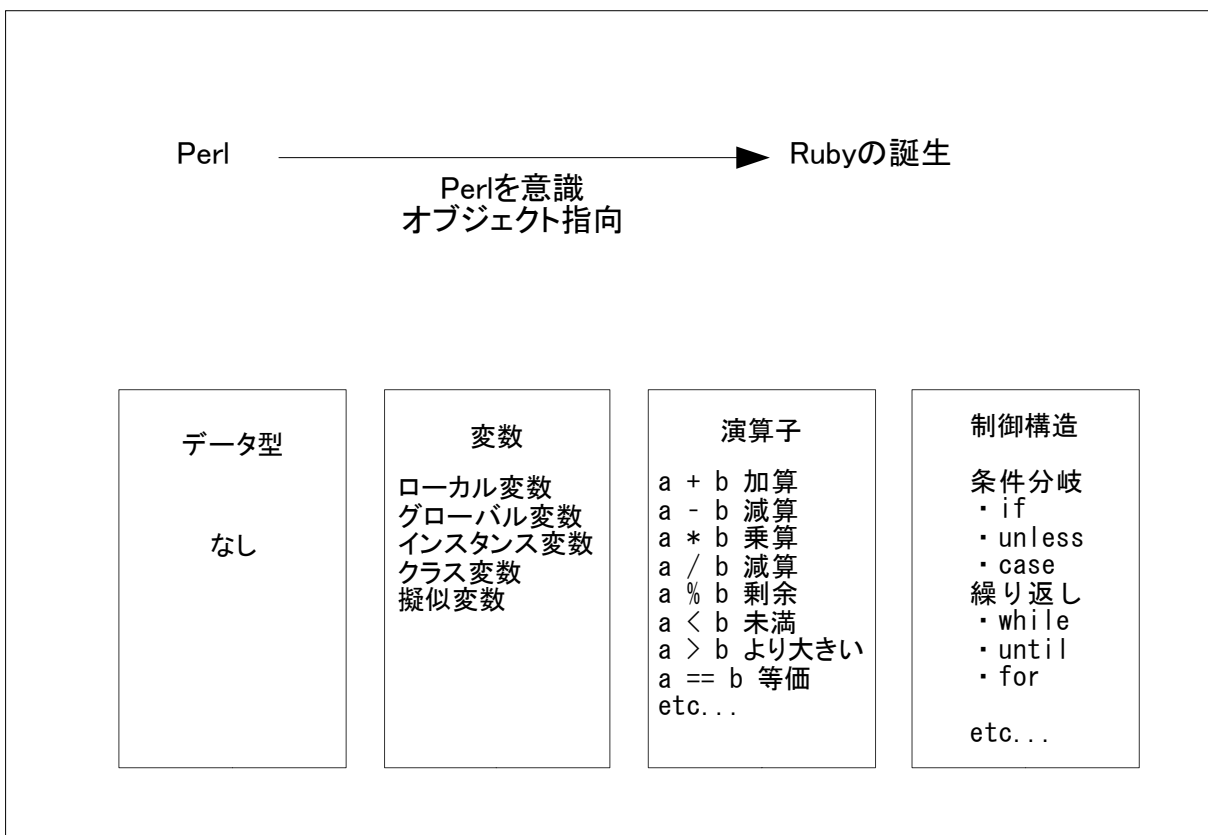 Perl
Rubyの誕生
Perlを意識
オブジェクト指向
データ型
なし
変数
ローカル変数
グローバル変数
インスタンス変数
クラス変数
擬似変数
演算子
a + b 加算
a - b 減算
a * b 乗算
a / b 減算
a % b 剰余
a < b 未満
a > b より大きい
a == b 等価
etc...
制御構造
条件分岐
・if
・unless
・case
繰り返し
・while
・until
・for
etc...